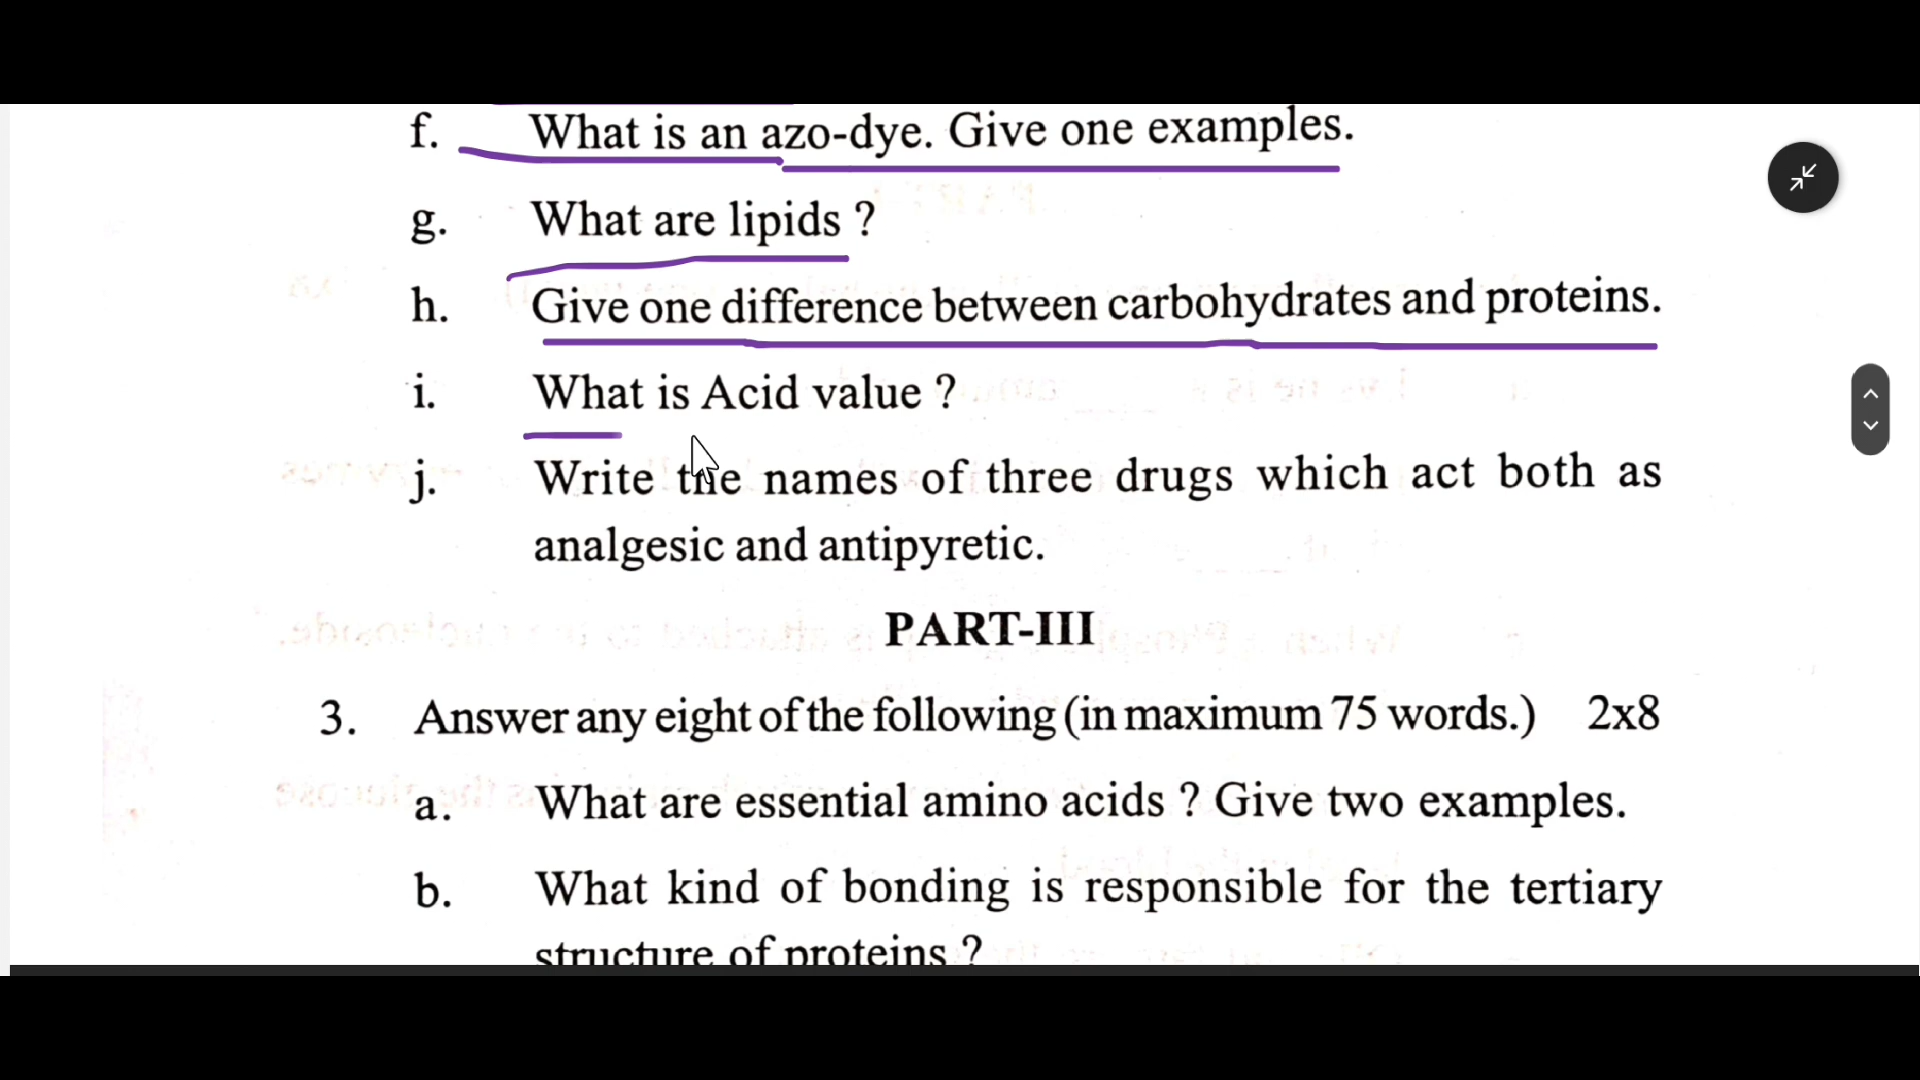 f. What is an azo-dye. Give one examples.
g. What are lipids ?
h. Give one difference between carbohydrates and proteins.
i. What is Acid value ?
j. Write the names of three drugs which act both as
analgesic and antipyretic.
PART-III
3. Answer any eight of the following (in maximum 75 words.) 2x8
a. What are essential amino acids ? Give two examples.
b. What kind of bonding is responsible for the tertiary
structure of proteins ?